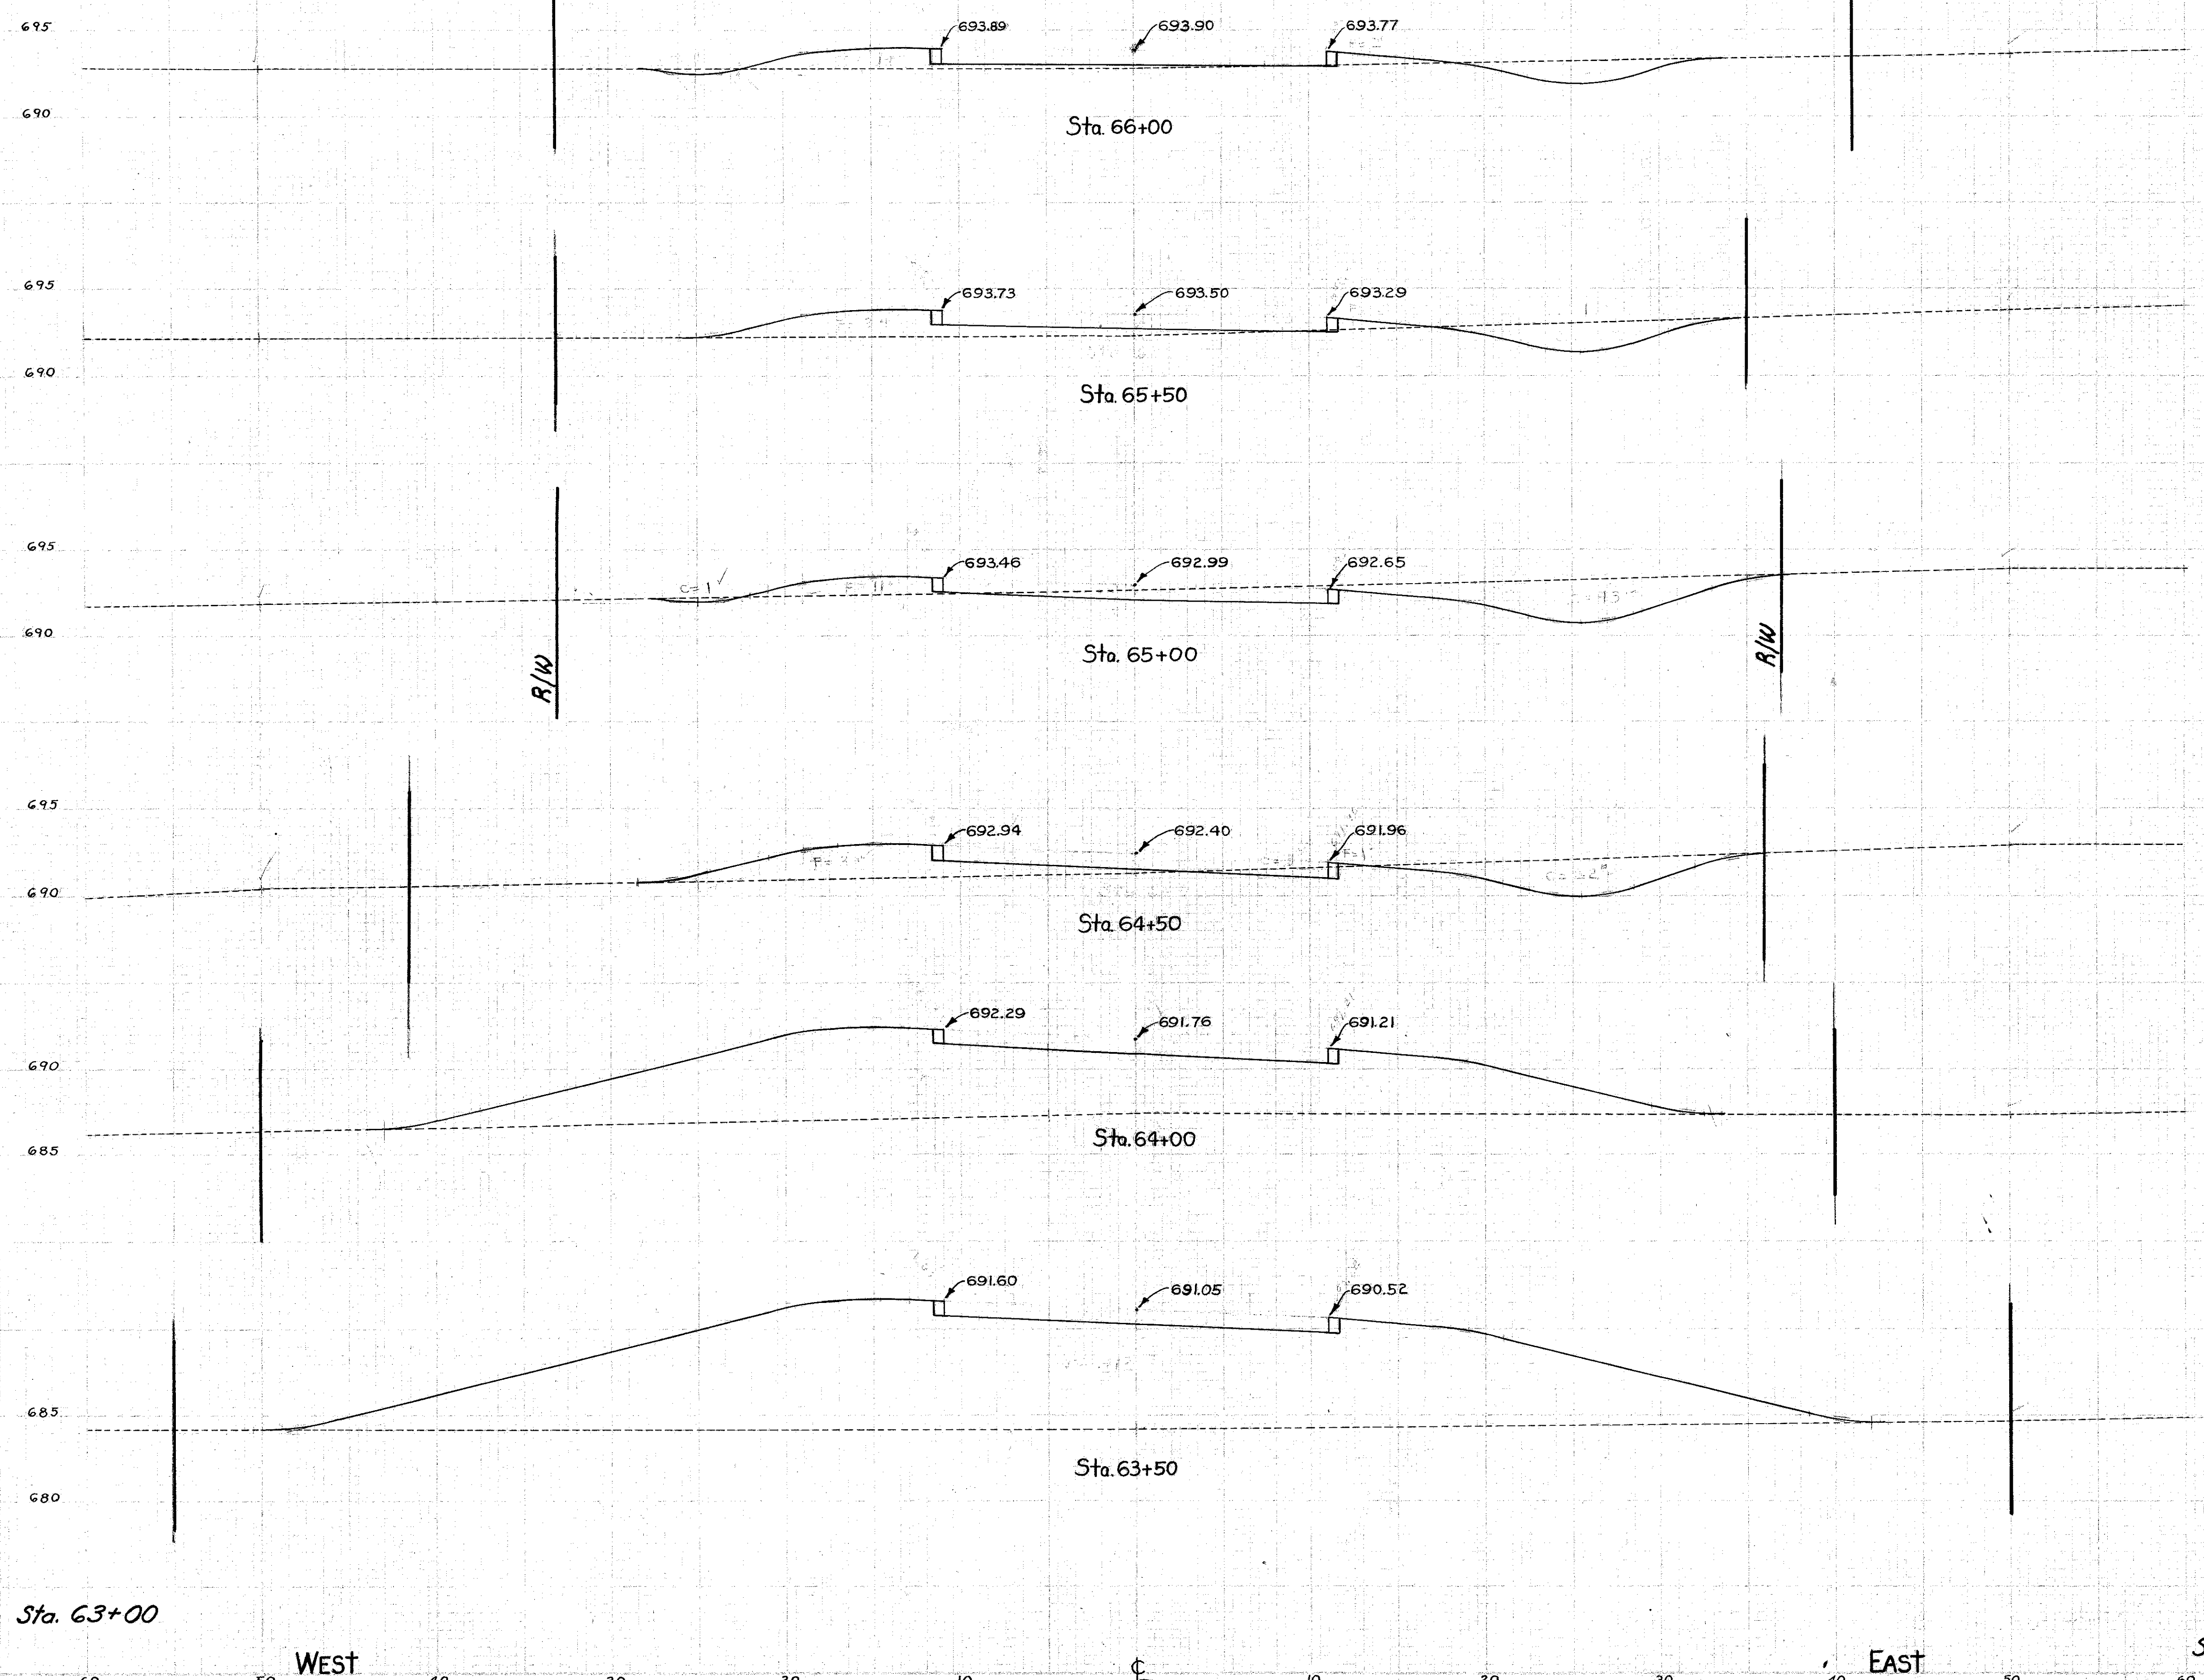 695
693.89 693.90 693.77
690
Sta. 66+00
695
693.73 693.50 693.29
690
Sta. 65+50
695
693.46 692.99 692.65
C=1
690
Sta. 65+00
R/W R/W
695
692.94 692.40 691.96
690
Sta. 64+50
692.29 691.76 691.21
690
685
Sta. 64+00
691.60 691.05 690.52
685
Sta. 63+50
680
Sta. 63+00
WEST ℄ EAST